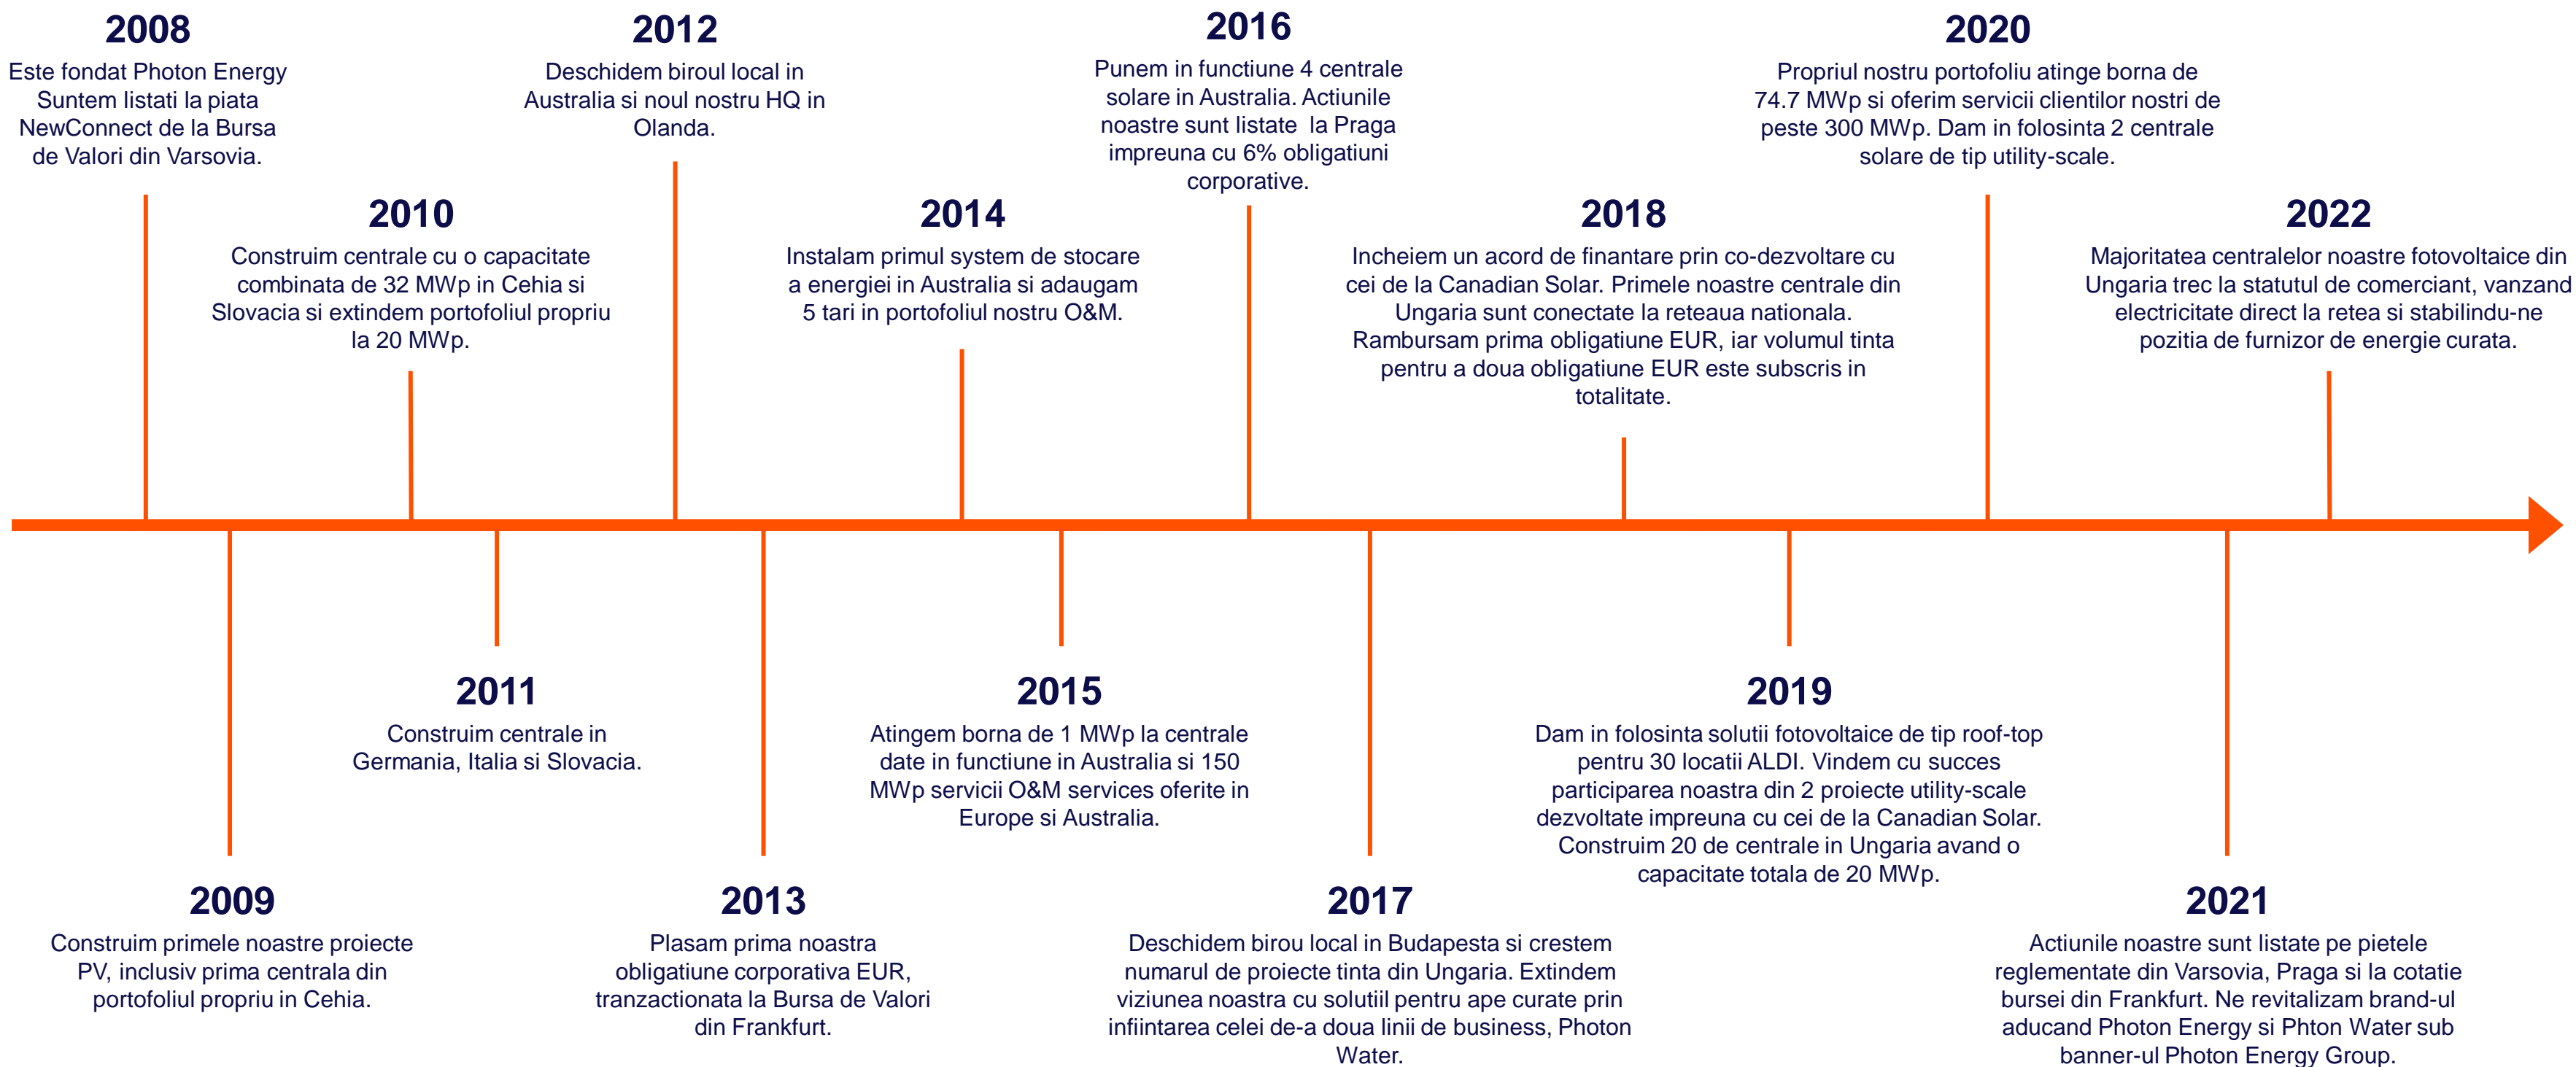 2008
Este fondat Photon Energy
Suntem listati la piata
NewConnect de la Bursa
de Valori din Varsovia.
2012
Deschidem biroul local in
Australia si noul nostru HQ in
Olanda.
2016
Punem in functiune 4 centrale
solare in Australia. Actiunile
noastre sunt listate  la Praga
impreuna cu 6% obligatiuni
corporative.
2020
Propriul nostru portofoliu atinge borna de
74.7 MWp si oferim servicii clientilor nostri de
peste 300 MWp. Dam in folosinta 2 centrale
solare de tip utility-scale.
2010
Construim centrale cu o capacitate
combinata de 32 MWp in Cehia si
Slovacia si extindem portofoliul propriu
la 20 MWp.
2014
Instalam primul system de stocare
a energiei in Australia si adaugam
5 tari in portofoliul nostru O&M.
2018
Incheiem un acord de finantare prin co-dezvoltare cu
cei de la Canadian Solar. Primele noastre centrale din
Ungaria sunt conectate la reteaua nationala.
Rambursam prima obligatiune EUR, iar volumul tinta
pentru a doua obligatiune EUR este subscris in
totalitate.
2022
Majoritatea centralelor noastre fotovoltaice din
Ungaria trec la statutul de comerciant, vanzand
electricitate direct la retea si stabilindu-ne
pozitia de furnizor de energie curata.
2011
Construim centrale in
Germania, Italia si Slovacia.
2015
Atingem borna de 1 MWp la centrale
date in functiune in Australia si 150
MWp servicii O&M services oferite in
Europe si Australia.
2019
Dam in folosinta solutii fotovoltaice de tip roof-top
pentru 30 locatii ALDI. Vindem cu succes
participarea noastra din 2 proiecte utility-scale
dezvoltate impreuna cu cei de la Canadian Solar.
Construim 20 de centrale in Ungaria avand o
capacitate totala de 20 MWp.
2009
Construim primele noastre proiecte
PV, inclusiv prima centrala din
portofoliul propriu in Cehia.
2013
Plasam prima noastra
obligatiune corporativa EUR,
tranzactionata la Bursa de Valori
din Frankfurt.
2017
Deschidem birou local in Budapesta si crestem
numarul de proiecte tinta din Ungaria. Extindem
viziunea noastra cu solutiil pentru ape curate prin
infiintarea celei de-a doua linii de business, Photon
Water.
2021
Actiunile noastre sunt listate pe pietele
reglementate din Varsovia, Praga si la cotatie
bursei din Frankfurt. Ne revitalizam brand-ul
aducand Photon Energy si Phton Water sub
banner-ul Photon Energy Group.